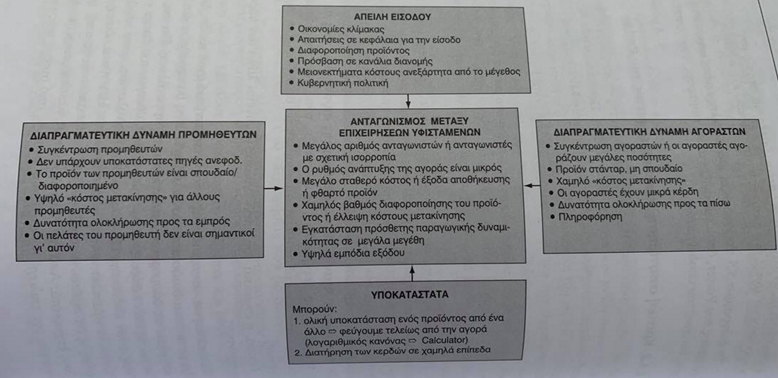 ΑΠΕΙΛΗ ΕΙΣΟΔΟΥ
• Οικονομίες κλίμακας
• Απαιτήσεις σε κεφάλαια για την είσοδο
• Διαφοροποίηση προϊόντος
• Πρόσβαση σε κανάλια διανομής
• Μειονεκτήματα κόστους ανεξάρτητα από το μέγεθος
• Κυβερνητική πολιτική
ΔΙΑΠΡΑΓΜΑΤΕΥΤΙΚΗ ΔΥΝΑΜΗ ΠΡΟΜΗΘΕΥΤΩΝ
• Συγκέντρωση προμηθευτών
• Δεν υπάρχουν υποκατάστατες πηγές ανεφοδ.
• Το προϊόν των προμηθευτών είναι σπουδαίο/
διαφοροποιημένο
• Υψηλό «κόστος μετακίνησης» για άλλους
προμηθευτές
• Δυνατότητα ολοκλήρωσης προς τα εμπρός
• Οι πελάτες του προμηθευτή δεν είναι σημαντικοί
γι' αυτόν
ΑΝΤΑΓΩΝΙΣΜΟΣ ΜΕΤΑΞΥ
ΕΠΙΧΕΙΡΗΣΕΩΝ ΥΦΙΣΤΑΜΕΝΩΝ
• Μεγάλος αριθμός ανταγωνιστών ή ανταγωνιστές
με σχετική ισορροπία
• Ο ρυθμός ανάπτυξης της αγοράς είναι μικρός
• Μεγάλο σταθερό κόστος ή έξοδα αποθήκευσης
ή φθαρτό προϊόν
• Χαμηλός βαθμός διαφοροποίησης του προϊό-
ντος ή έλλειψη κόστους μετακίνησης
• Εγκατάσταση πρόσθετης παραγωγικής δυναμι-
κότητας σε μεγάλα μεγέθη
• Υψηλά εμπόδια εξόδου
ΔΙΑΠΡΑΓΜΑΤΕΥΤΙΚΗ ΔΥΝΑΜΗ ΑΓΟΡΑΣΤΩΝ
• Συγκέντρωση αγοραστών ή οι αγοραστές αγο-
ράζουν μεγάλες ποσότητες
• Προϊόν στάνταρ, μη σπουδαίο
• Χαμηλό «κόστος μετακίνησης»
• Οι αγοραστές έχουν μικρά κέρδη
• Δυνατότητα ολοκλήρωσης προς τα πίσω
• Πληροφόρηση
ΥΠΟΚΑΤΑΣΤΑΤΑ
Μπορούν:
1. ολική υποκατάσταση ενός προϊόντος από ένα
άλλο ⇨ φεύγουμε τελείως από την αγορά
(λογαριθμικός κανόνας ⇨ Calculator)
2. Διατήρηση των κερδών σε χαμηλά επίπεδα